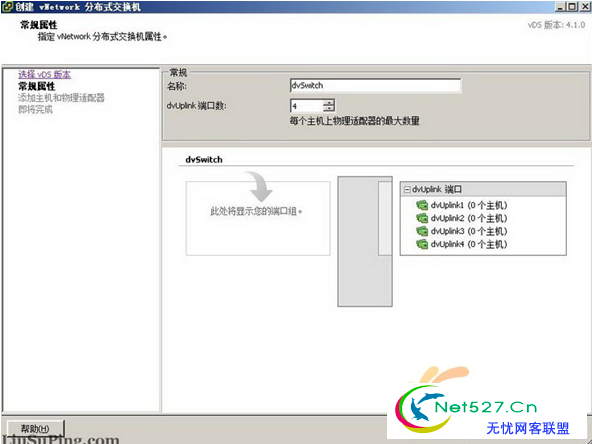 创建 vNetwork 分布式交换机
常规属性
指定 vNetwork 分布式交换机属性。
vDS 版本: 4.1.0
选择 vDS 版本
常规属性
添加主机和物理适配器
即将完成
常规
名称:
dvSwitch
dvUplink 端口数:
4
每个主机上物理适配器的最大数量
dvSwitch
此处将显示您的端口组。
dvUplink 端口
dvUplink1 (0 个主机)
dvUplink2 (0 个主机)
dvUplink3 (0 个主机)
dvUplink4 (0 个主机)
Net527.Cn
无忧网客联盟
帮助(H)
LiuSuPing.com